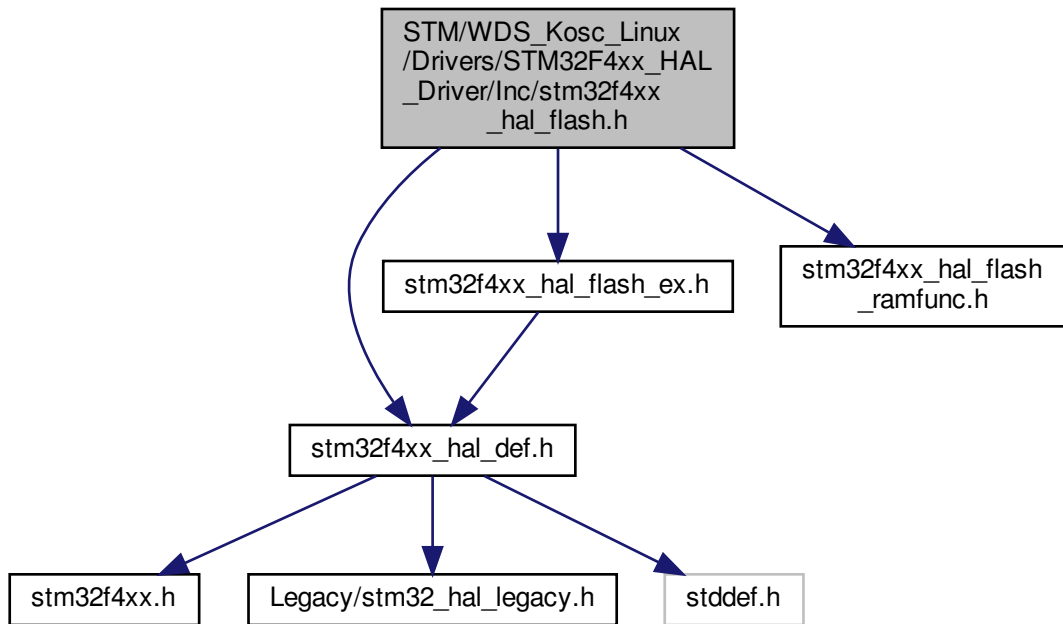 STM/WDS_Kosc_Linux
/Drivers/STM32F4xx_HAL
_Driver/Inc/stm32f4xx
_hal_flash.h
stm32f4xx_hal_flash_ex.h
stm32f4xx_hal_flash
_ramfunc.h
stm32f4xx_hal_def.h
stm32f4xx.h
Legacy/stm32_hal_legacy.h
stddef.h